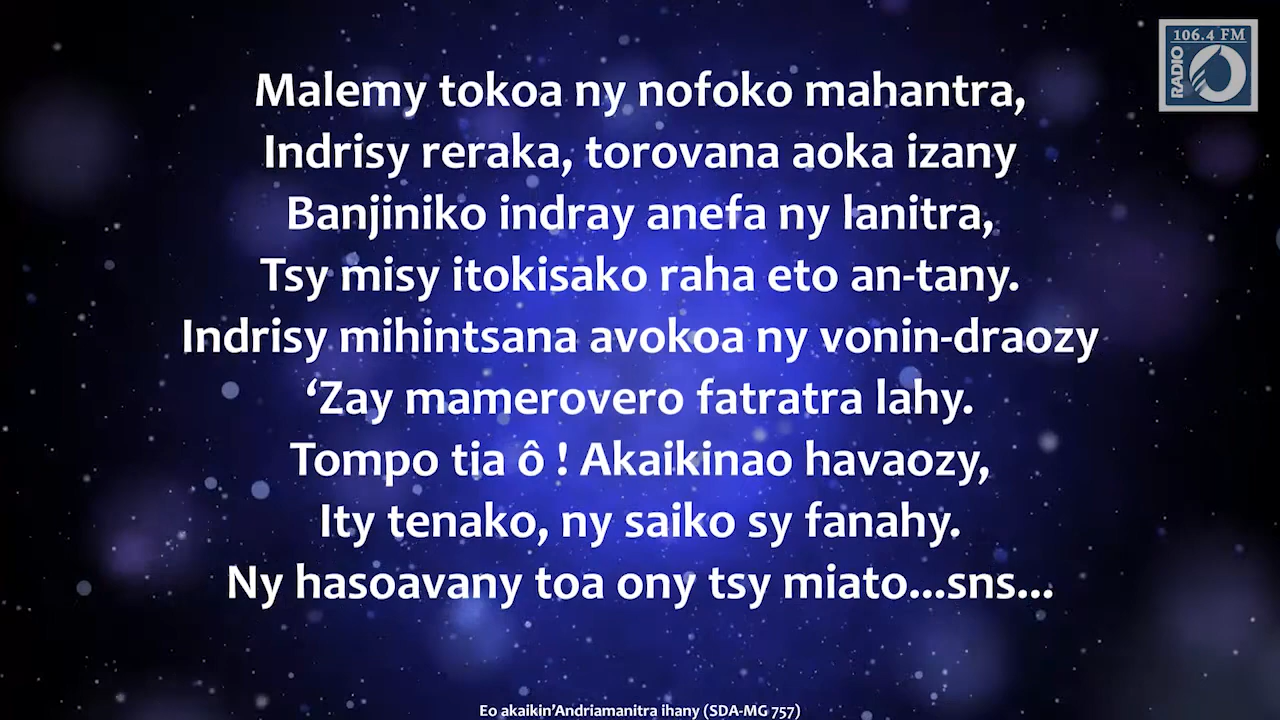 106.4 FM
RADIO
Malemy tokoa ny nofoko mahantra,
Indrisy reraka, torovana aoka izany
Banjiniko indray anefa ny lanitra,
Tsy misy itokisako raha eto an-tany.
Indrisy mihintsana avokoa ny vonin-draozy
‘Zay mamerovero fatratra lahy.
Tompo tia ô ! Akaikinao havaozy,
Ity tenako, ny saiko sy fanahy.
Ny hasoavany toa ony tsy miato...sns...
Eo akaikin’Andriamanitra ihany (SDA-MG 757)